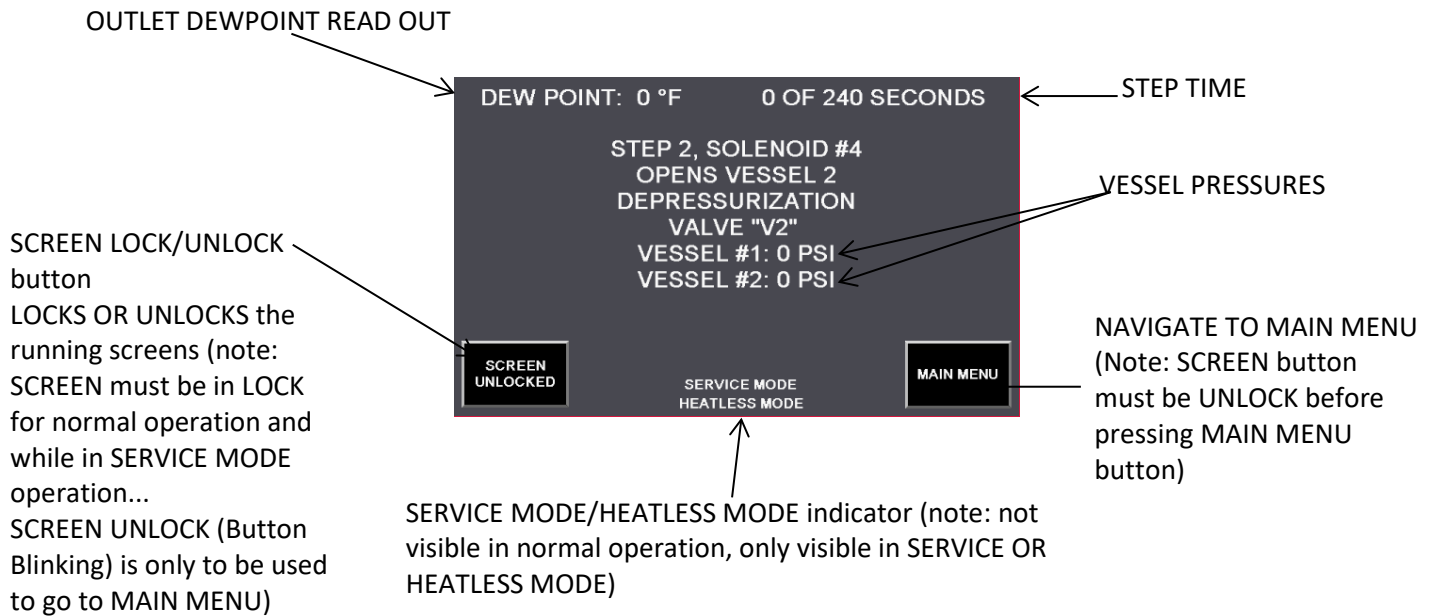 OUTLET DEWPOINT READ OUT
DEW POINT: 0 °F
0 OF 240 SECONDS
STEP TIME
STEP 2, SOLENOID #4
OPENS VESSEL 2
DEPRESSURIZATION
VALVE "V2"
VESSEL #1: 0 PSI
VESSEL #2: 0 PSI
VESSEL PRESSURES
SCREEN LOCK/UNLOCK
button
LOCKS OR UNLOCKS the
running screens (note:
SCREEN must be in LOCK
for normal operation and
while in SERVICE MODE
operation...
SCREEN UNLOCK (Button
Blinking) is only to be used
to go to MAIN MENU)
SCREEN
UNLOCKED
SERVICE MODE
HEATLESS MODE
MAIN MENU
NAVIGATE TO MAIN MENU
(Note: SCREEN button
must be UNLOCK before
pressing MAIN MENU
button)
SERVICE MODE/HEATLESS MODE indicator (note: not
visible in normal operation, only visible in SERVICE OR
HEATLESS MODE)